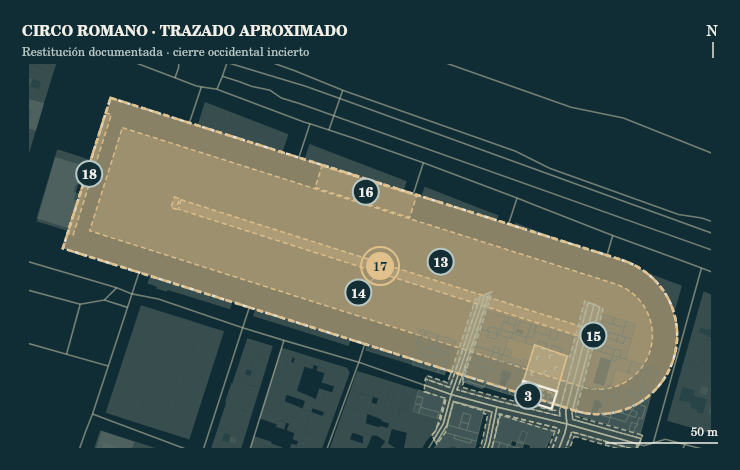 CIRCO ROMANO · TRAZADO APROXIMADO
Restitución documentada · cierre occidental incierto
N
18
16
13
17
14
15
3
50 m